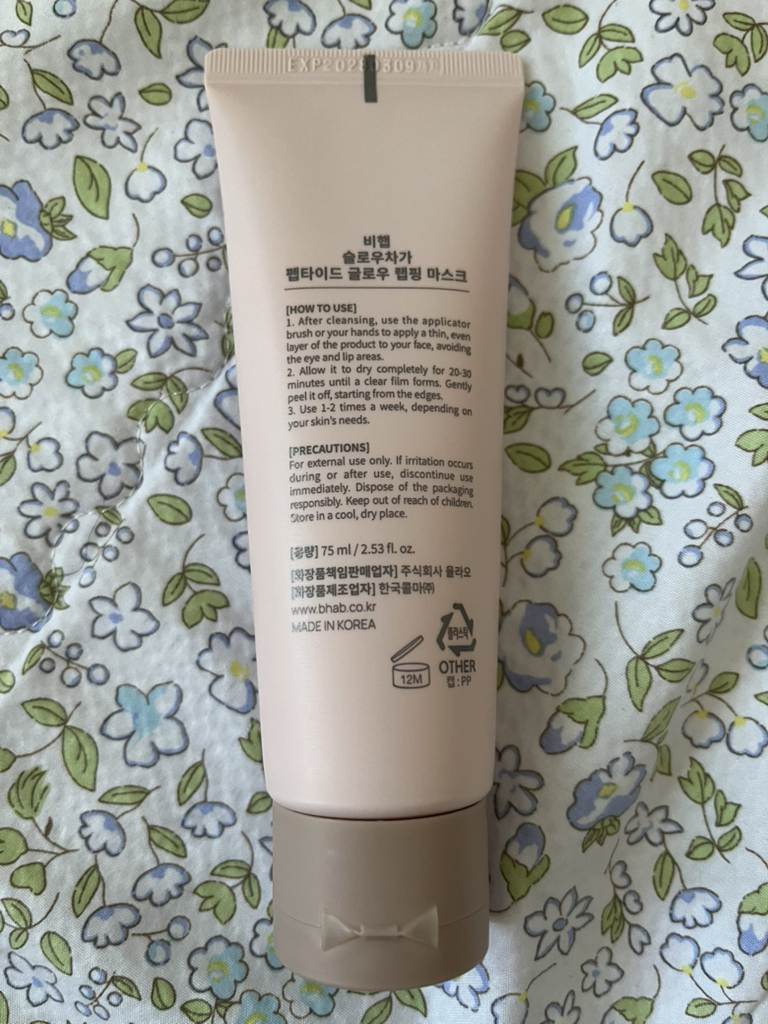 EXP20280309
비햅
슬로우차가
펩타이드 글로우 랩핑 마스크
[HOW TO USE]
1. After cleansing, use the applicator
brush or your hands to apply a thin, even
layer of the product to your face, avoiding
the eye and lip areas.
2. Allow it to dry completely for 20-30
minutes until a clear film forms. Gently
peel it off, starting from the edges.
3. Use 1-2 times a week, depending on
your skin's needs.
[PRECAUTIONS]
For external use only. If irritation occurs
during or after use, discontinue use
immediately. Dispose of the packaging
responsibly. Keep out of reach of children.
Store in a cool, dry place.
[용량] 75 ml / 2.53 fl. oz.
[화장품책임판매업자] 주식회사 올라오
[화장품제조업자] 한국콜마㈜
www.bhab.co.kr
MADE IN KOREA
플라스틱
OTHER
12M
캡 : PP